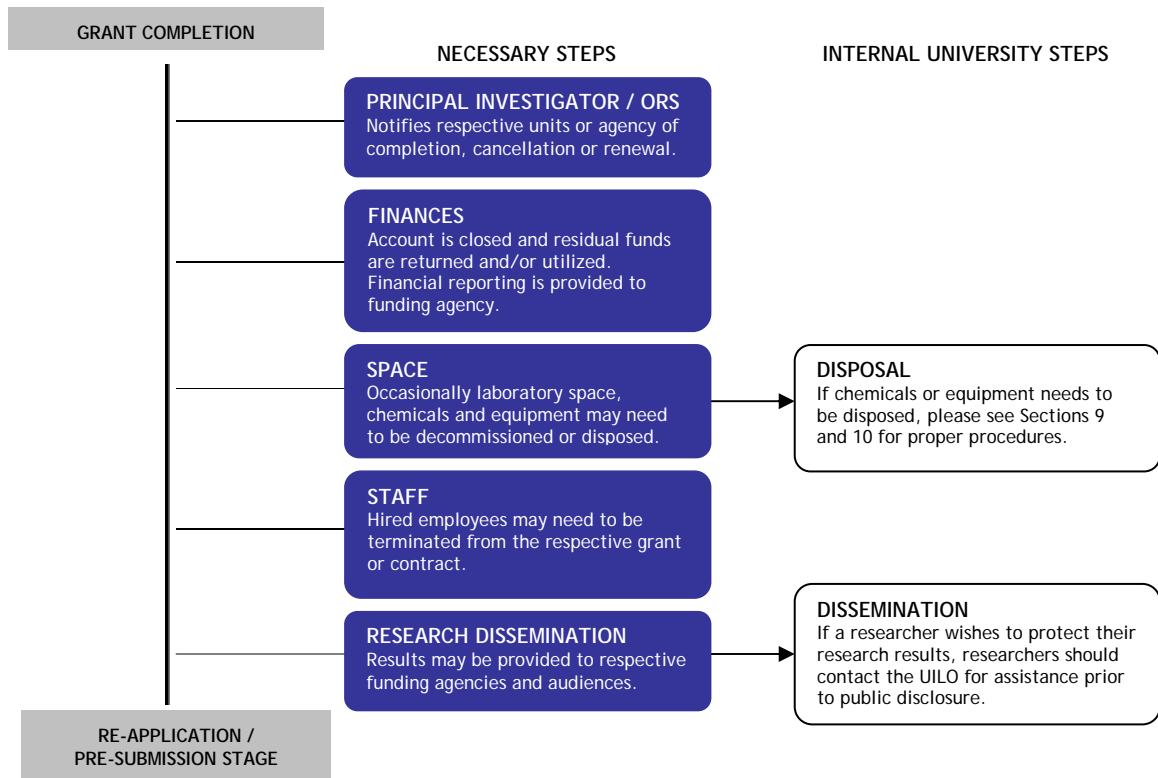 GRANT COMPLETION
NECESSARY STEPS
INTERNAL UNIVERSITY STEPS
PRINCIPAL INVESTIGATOR / ORS
Notifies respective units or agency of
completion, cancellation or renewal.
FINANCES
Account is closed and residual funds
are returned and/or utilized.
Financial reporting is provided to
funding agency.
SPACE
Occasionally laboratory space,
chemicals and equipment may need
to be decommissioned or disposed.
DISPOSAL
If chemicals or equipment needs to
be disposed, please see Sections 9
and 10 for proper procedures.
STAFF
Hired employees may need to be
terminated from the respective grant
or contract.
RESEARCH DISSEMINATION
Results may be provided to respective
funding agencies and audiences.
DISSEMINATION
If a researcher wishes to protect their
research results, researchers should
contact the UILO for assistance prior
to public disclosure.
RE-APPLICATION /
PRE-SUBMISSION STAGE